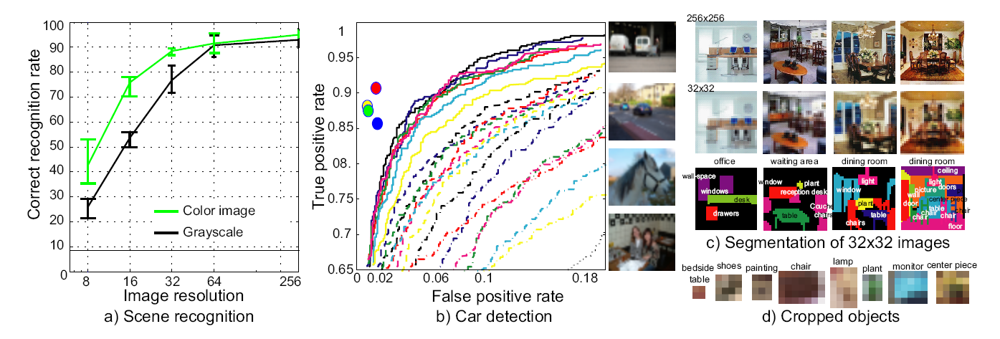 100
90
80
70
60
50
40
30
20
10
0
8
16
32
64
256
Correct recognition rate
Color image
Grayscale
Image resolution
a) Scene recognition
1
0.95
0.9
0.85
08.
0.75
0.7
0.65
0
0.02
0.06
0.1
0.18
True positive rate
False positive rate
b) Car detection
256x256
32x32
office
waiting area
dining room
dining room
wall-space
windows
desk
drawers
window
plant
reception desk
Couche
table
chairs
window
light
plant
table
chairs
ceiling
light
picture
doors
wall
door
center piece
table
chair
chair
chair
chair
floor
c) Segmentation of 32x32 images
bedside
table
shoes
painting
chair
lamp
plant
monitor
center piece
d) Cropped objects